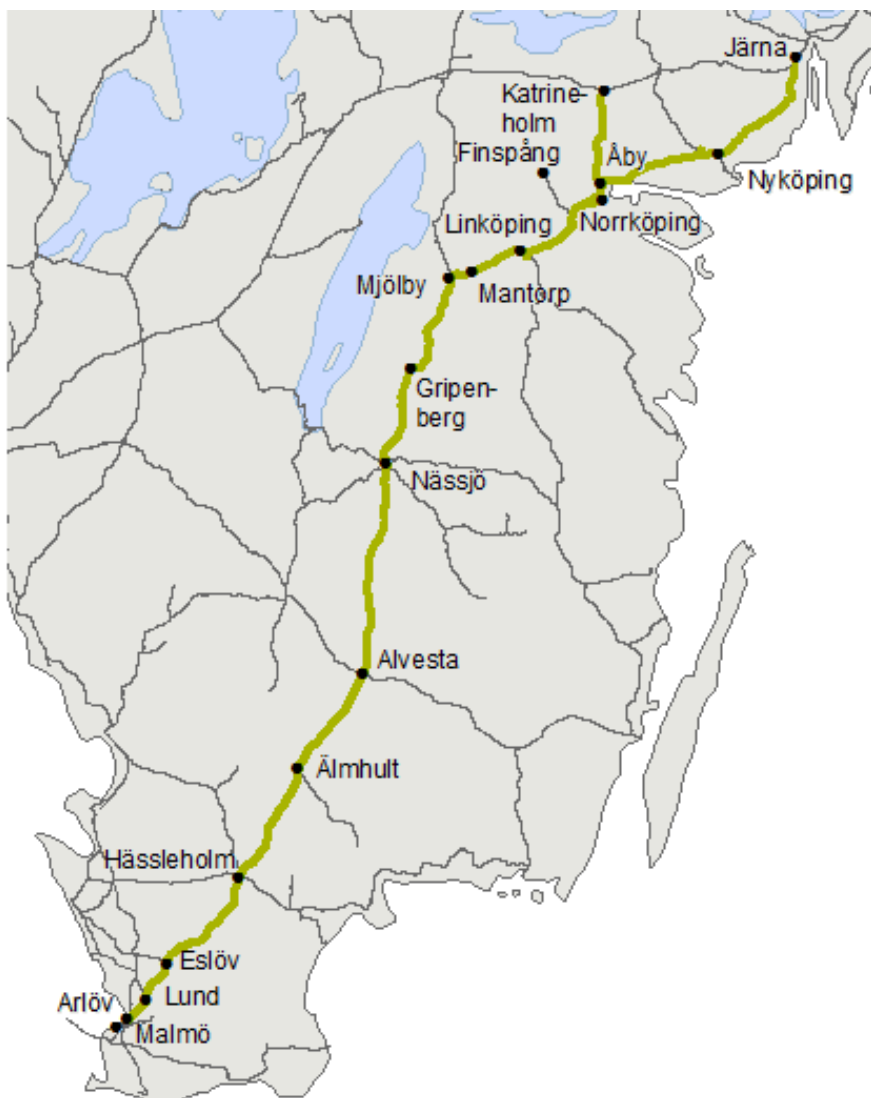 Järna
Katrine-
holm
Finspång
Åby
Nyköping
Linköping
Norrköping
Mjölby
Mantorp
Gripen-
berg
Nässjö
Alvesta
Älmhult
Hässleholm
Eslöv
Arlöv
Lund
Malmö